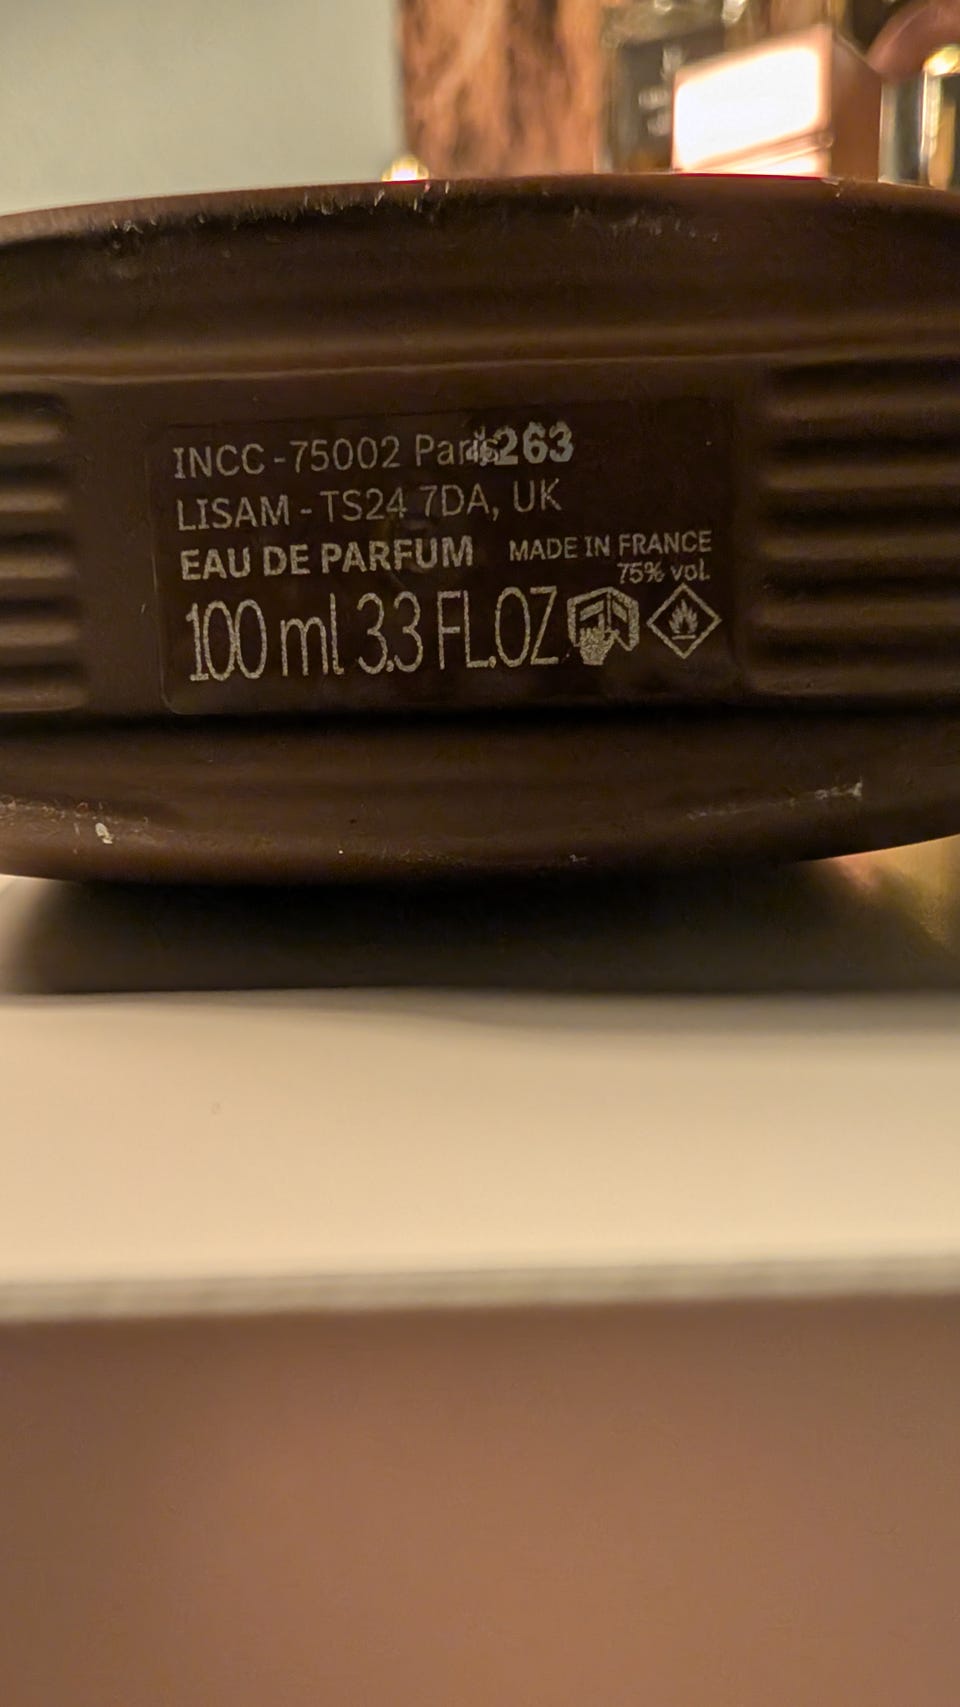 INCC - 75002 Paris 263
LISAM - TS24 7DA, UK
EAU DE PARFUM MADE IN FRANCE
75% vol.
100 ml 3.3 FL.OZ